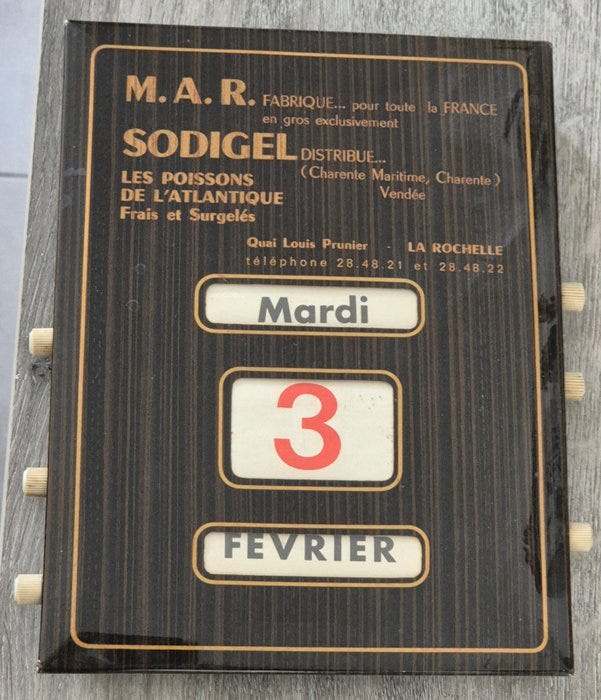 M. A. R. FABRIQUE... pour toute la FRANCE
en gros exclusivement
SODIGEL DISTRIBUE...
(Charente Maritime, Charente)
Vendée
LES POISSONS
DE L'ATLANTIQUE
Frais et Surgelés
Quai Louis Prunier - LA ROCHELLE
téléphone 28.48.21 et 28.48.22
Mardi
3
FEVRIER